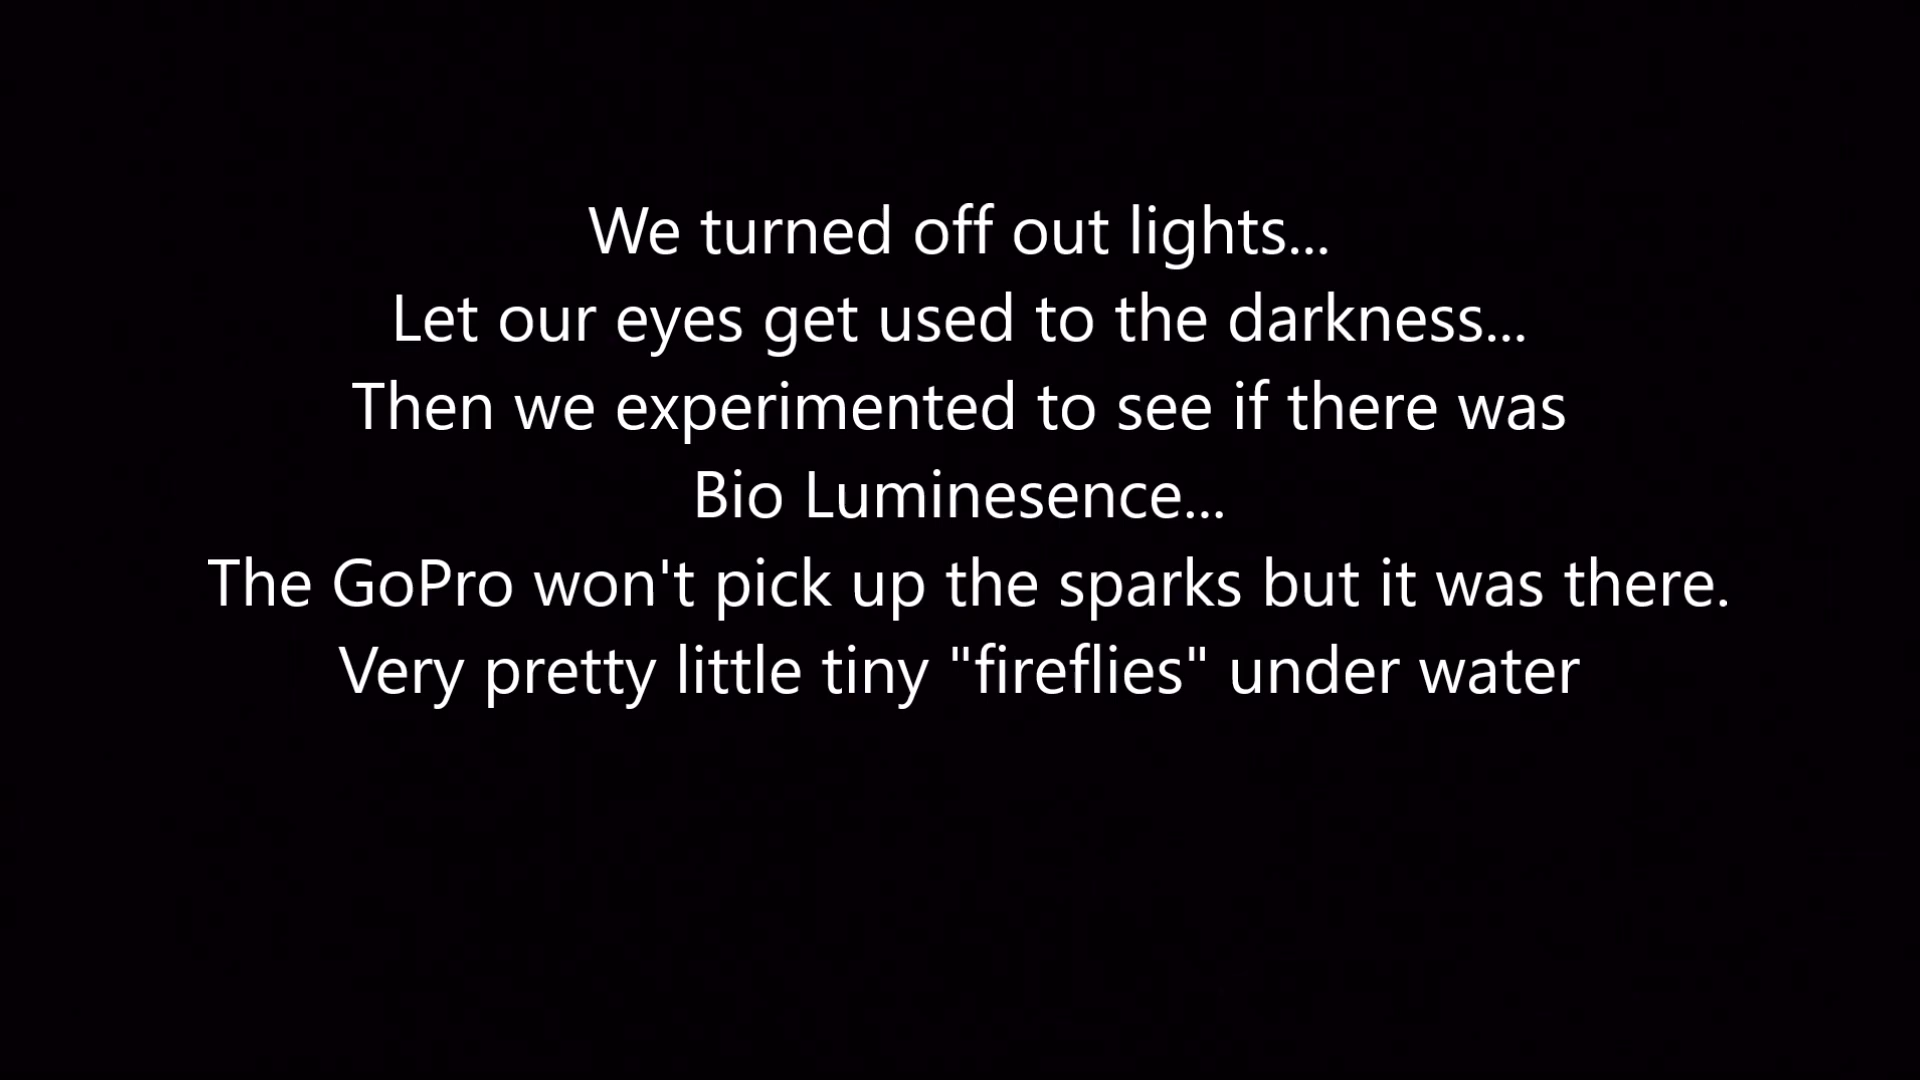 We turned off out lights...
Let our eyes get used to the darkness...
Then we experimented to see if there was
Bio Luminesence...
The GoPro won't pick up the sparks but it was there.
Very pretty little tiny "fireflies" under water